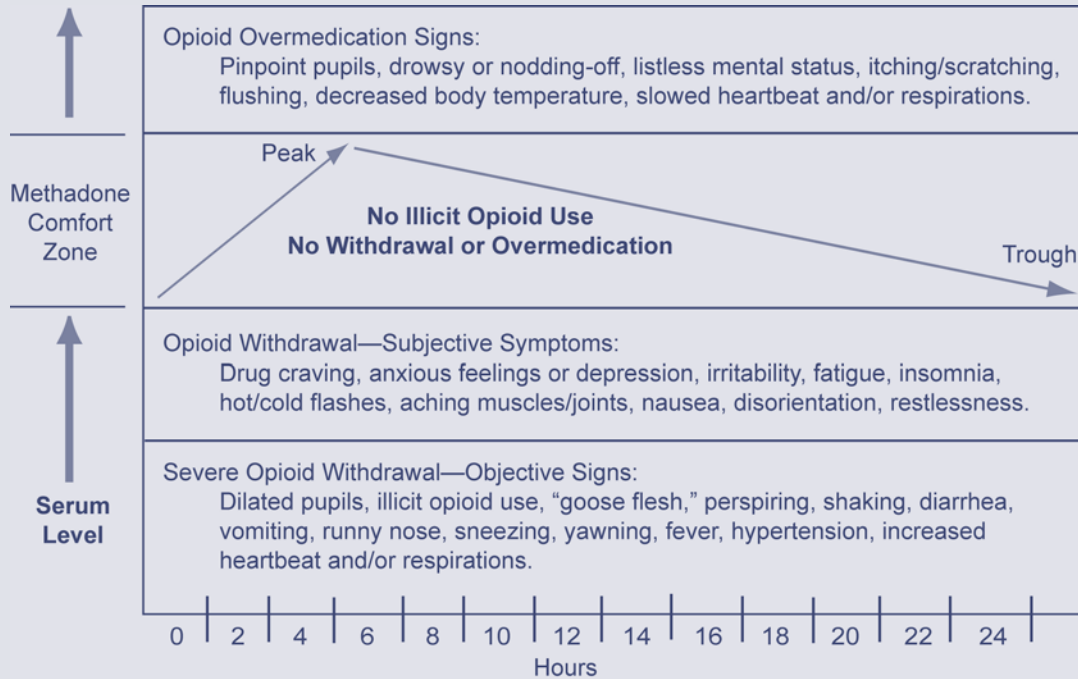 Opioid Overmedication Signs:
Pinpoint pupils, drowsy or nodding-off, listless mental status, itching/scratching,
flushing, decreased body temperature, slowed heartbeat and/or respirations.
Methadone
Comfort
Zone
Peak
No Illicit Opioid Use
No Withdrawal or Overmedication
Trough
Opioid Withdrawal—Subjective Symptoms:
Drug craving, anxious feelings or depression, irritability, fatigue, insomnia,
hot/cold flashes, aching muscles/joints, nausea, disorientation, restlessness.
Serum
Level
Severe Opioid Withdrawal—Objective Signs:
Dilated pupils, illicit opioid use, “goose flesh,” perspiring, shaking, diarrhea,
vomiting, runny nose, sneezing, yawning, fever, hypertension, increased
heartbeat and/or respirations.
0 2 4 6 8 10 12 14 16 18 20 22 24
Hours